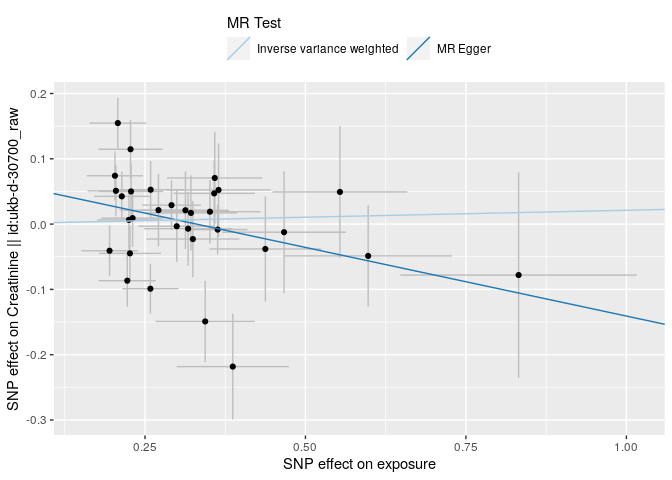 MR Test
Inverse variance weighted
MR Egger
SNP effect on Creatinine || id:ukb-d-30700_raw
0.2
0.1
0.0
-0.1
-0.2
-0.3
0.25
0.50
0.75
1.00
SNP effect on exposure